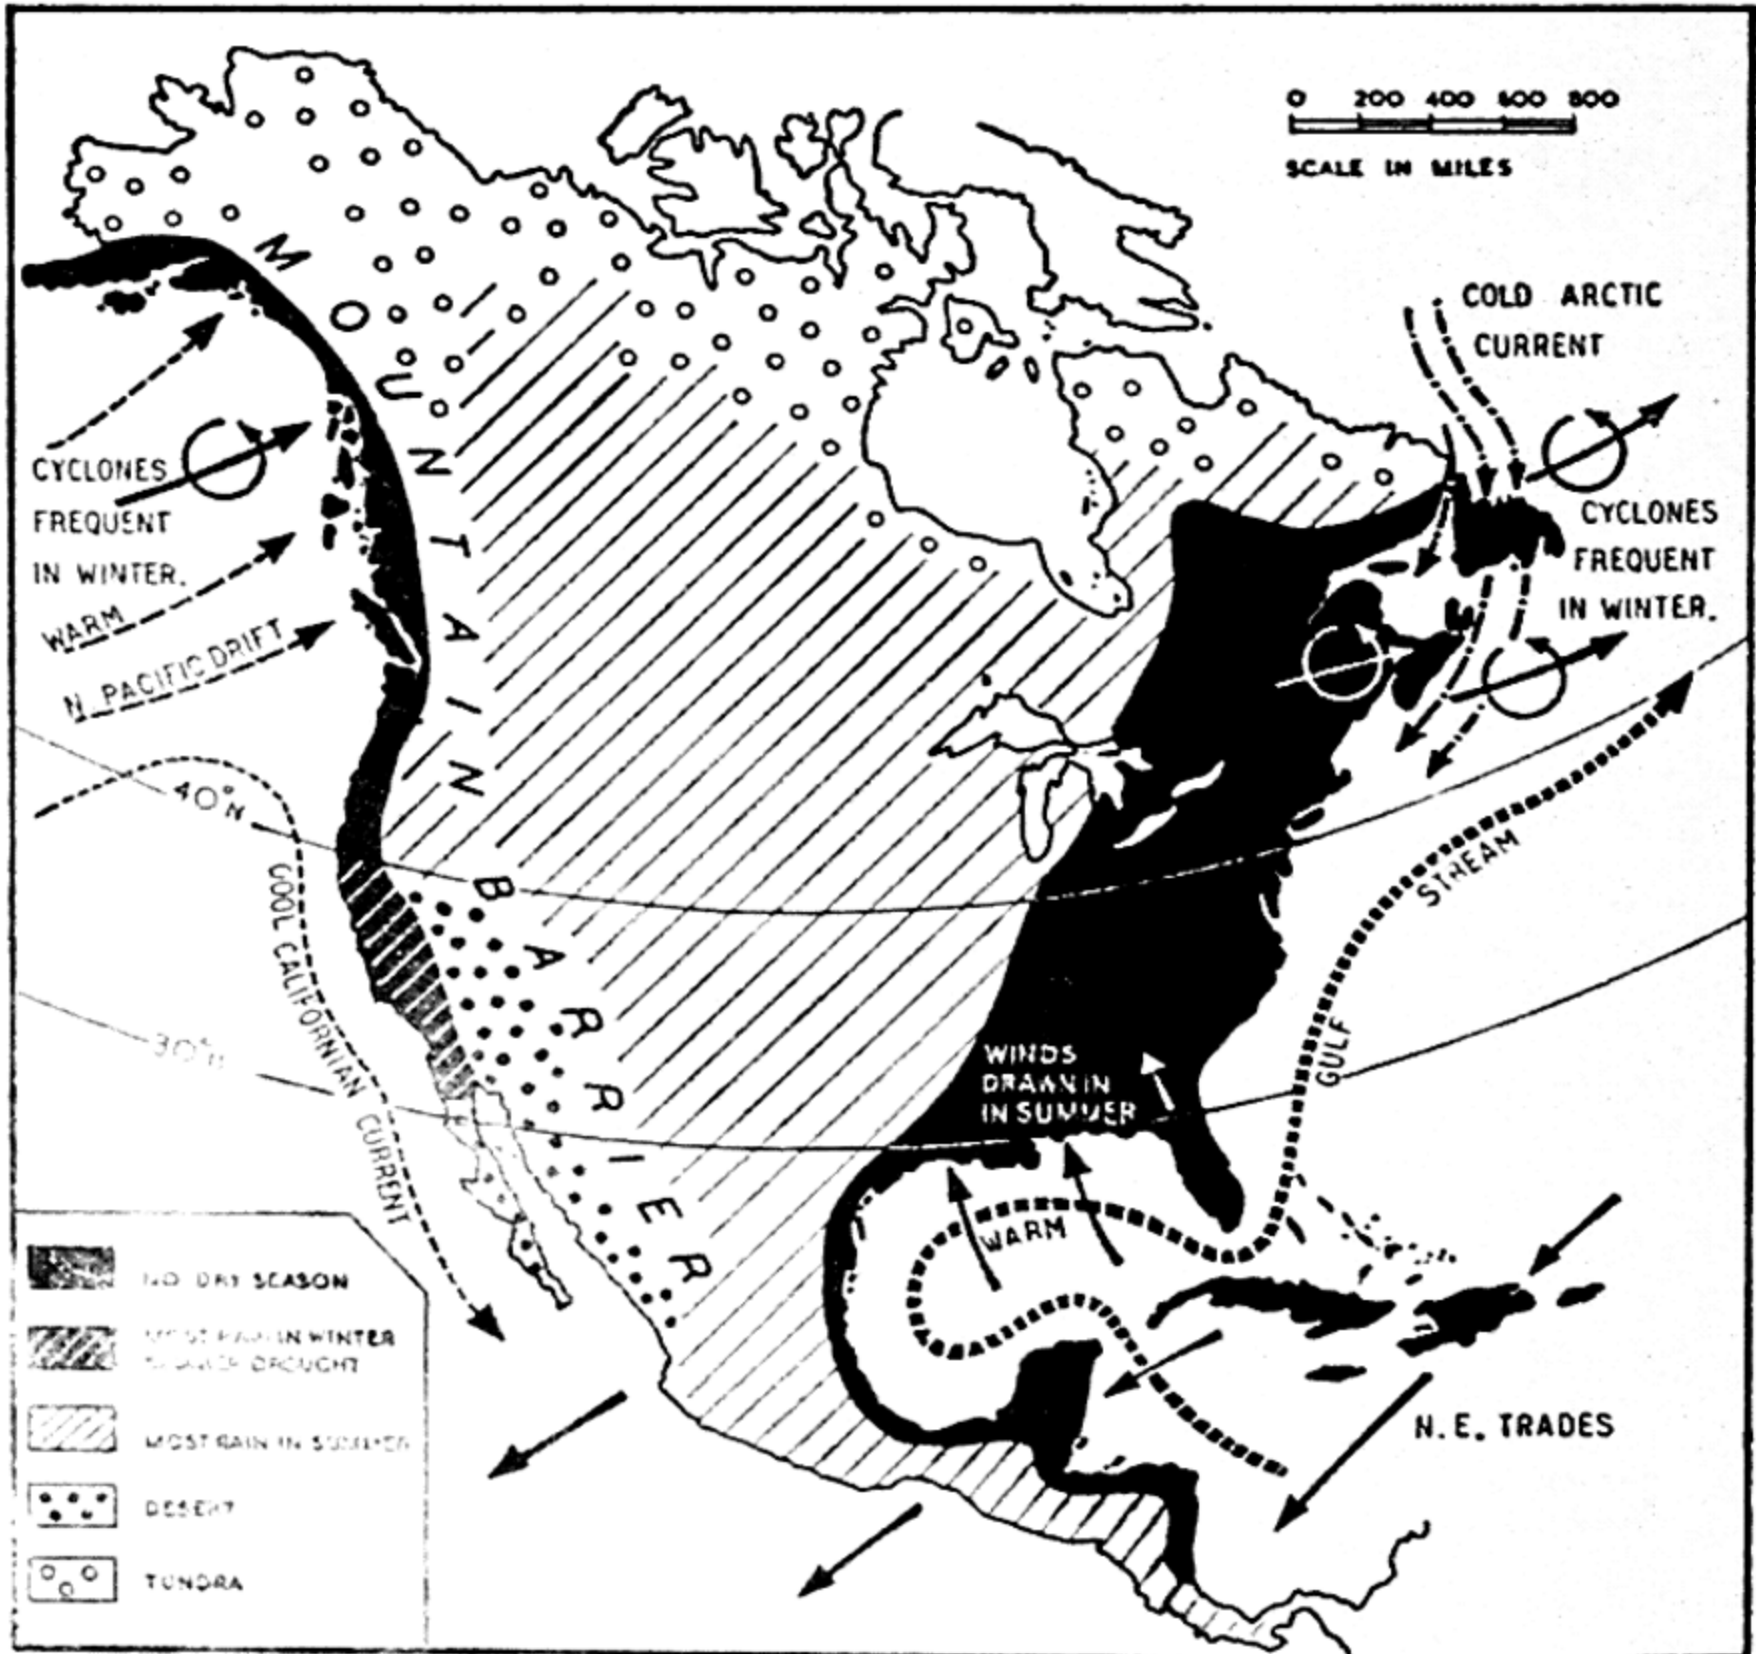 0 200 400 600 800
SCALE IN MILES
COLD ARCTIC
CURRENT
MOUNTAIN BARRIER
CYCLONES
FREQUENT
IN WINTER.
WARM
N. PACIFIC DRIFT
CYCLONES
FREQUENT
IN WINTER.
40°N
COOL CALIFORNIAN CURRENT
30°N
GULF STREAM
WINDS
DRAWN IN
IN SUMMER
WARM
N.E. TRADES
NO DRY SEASON
MOST RAIN IN WINTER
SUMMER DROUGHT
MOST RAIN IN SUMMER
DESERT
TUNDRA